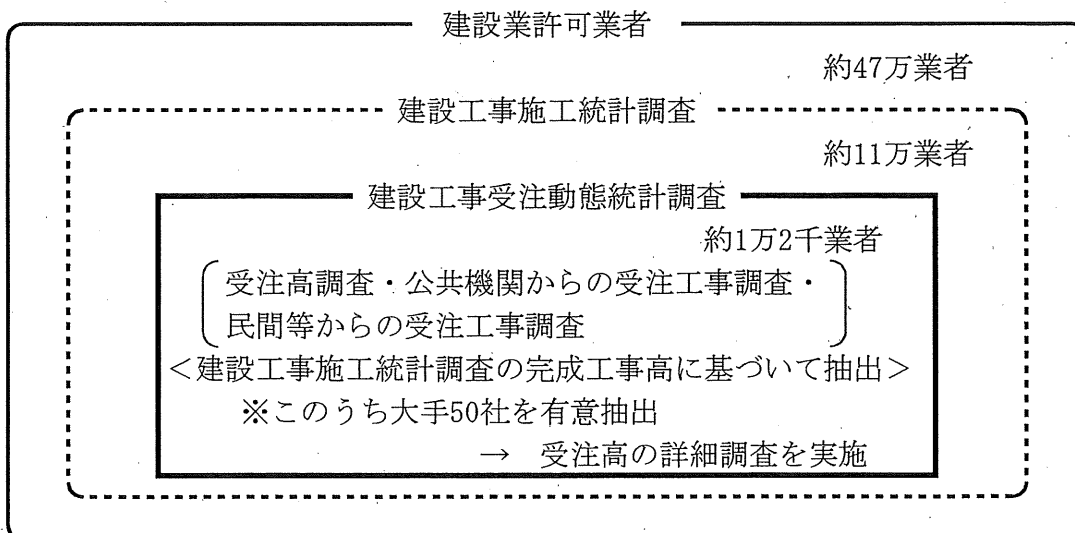 建設業許可業者
約47万業者
建設工事施工統計調査
約11万業者
建設工事受注動態統計調査
約1万2千業者
受注高調査・公共機関からの受注工事調査・
民間等からの受注工事調査
＜建設工事施工統計調査の完成工事高に基づいて抽出＞
※このうち大手50社を有意抽出
→ 受注高の詳細調査を実施